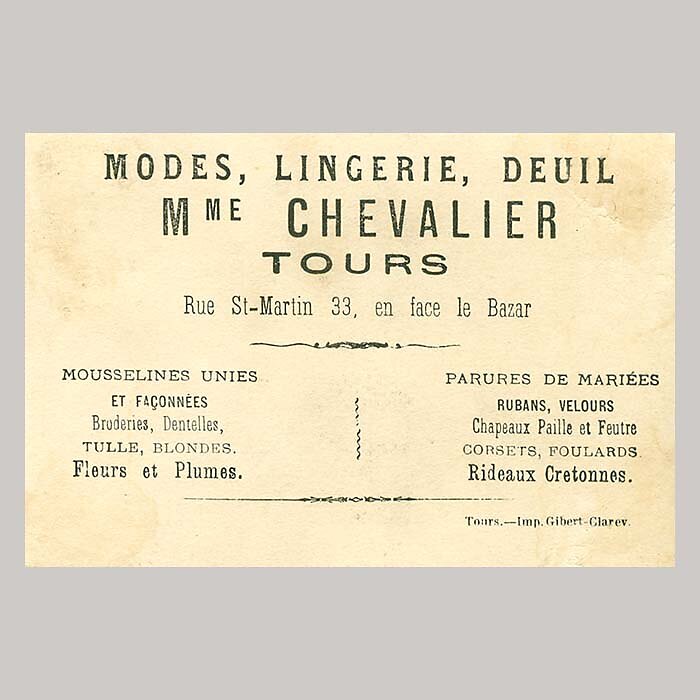 MODES, LINGERIE, DEUIL
MME CHEVALIER
TOURS
Rue St-Martin 33, en face le Bazar
MOUSSELINES UNIES
ET FAÇONNÉES
Broderies, Dentelles,
TULLE, BLONDES.
Fleurs et Plumes.
PARURES DE MARIÉES
RUBANS, VELOURS
Chapeaux Paille et Feutre
CORSETS, FOULARDS.
Rideaux Cretonnes.
Tours.—Imp. Gibert-Clarey.